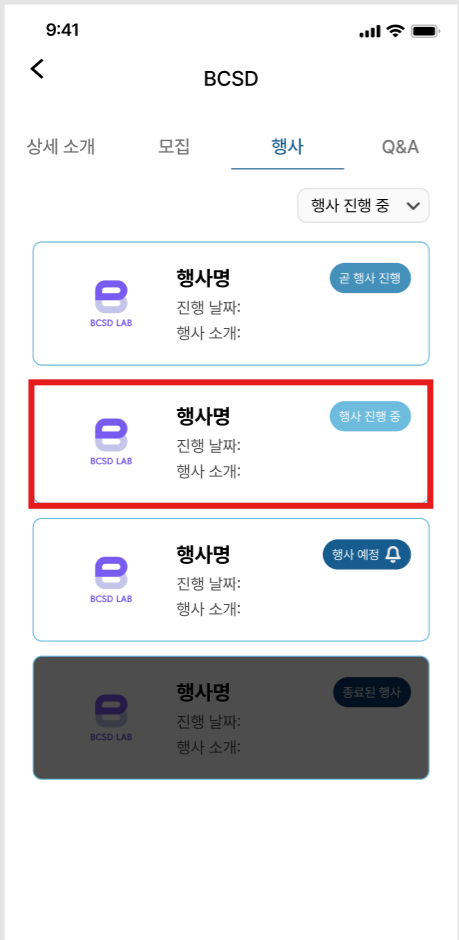 9:41
BCSD
상세 소개
모집
행사
Q&A
행사 진행 중
행사명
곧 행사 진행
진행 날짜:
행사 소개:
BCSD LAB
행사명
행사 진행 중
진행 날짜:
행사 소개:
BCSD LAB
행사명
행사 예정
진행 날짜:
행사 소개:
BCSD LAB
행사명
종료된 행사
진행 날짜:
행사 소개:
BCSD LAB